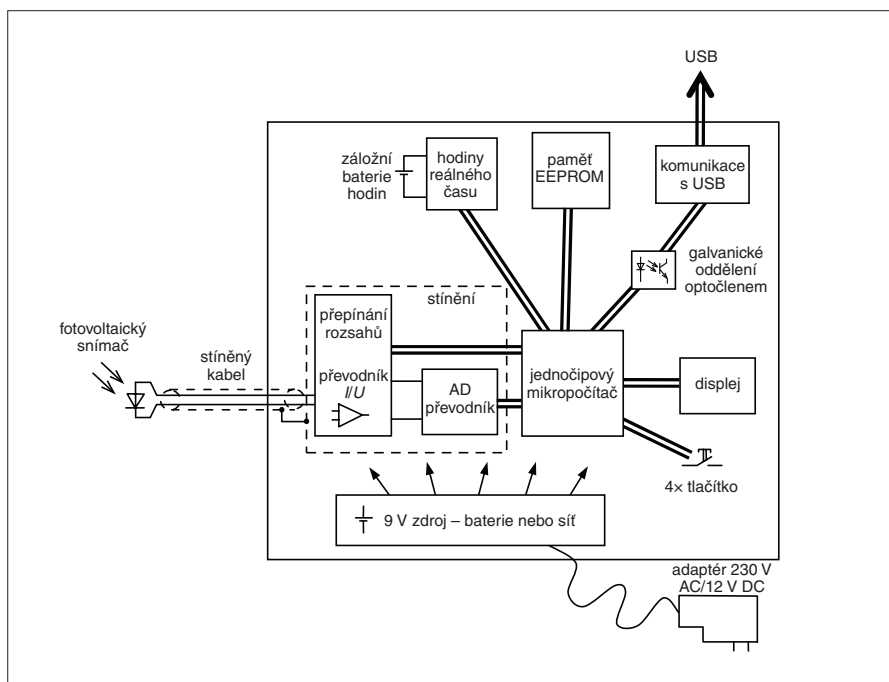 USB
záložní
baterie
hodin
hodiny
reálného
času
paměť
EEPROM
komunikace
s USB
galvanické
oddělení
optočlenem
stínění
fotovoltaický
snímač
stíněný
kabel
přepínání
rozsahů
převodník
I/U
AD
převodník
jednočipový
mikropočítač
displej
4× tlačítko
9 V zdroj – baterie nebo síť
adaptér 230 V
AC/12 V DC